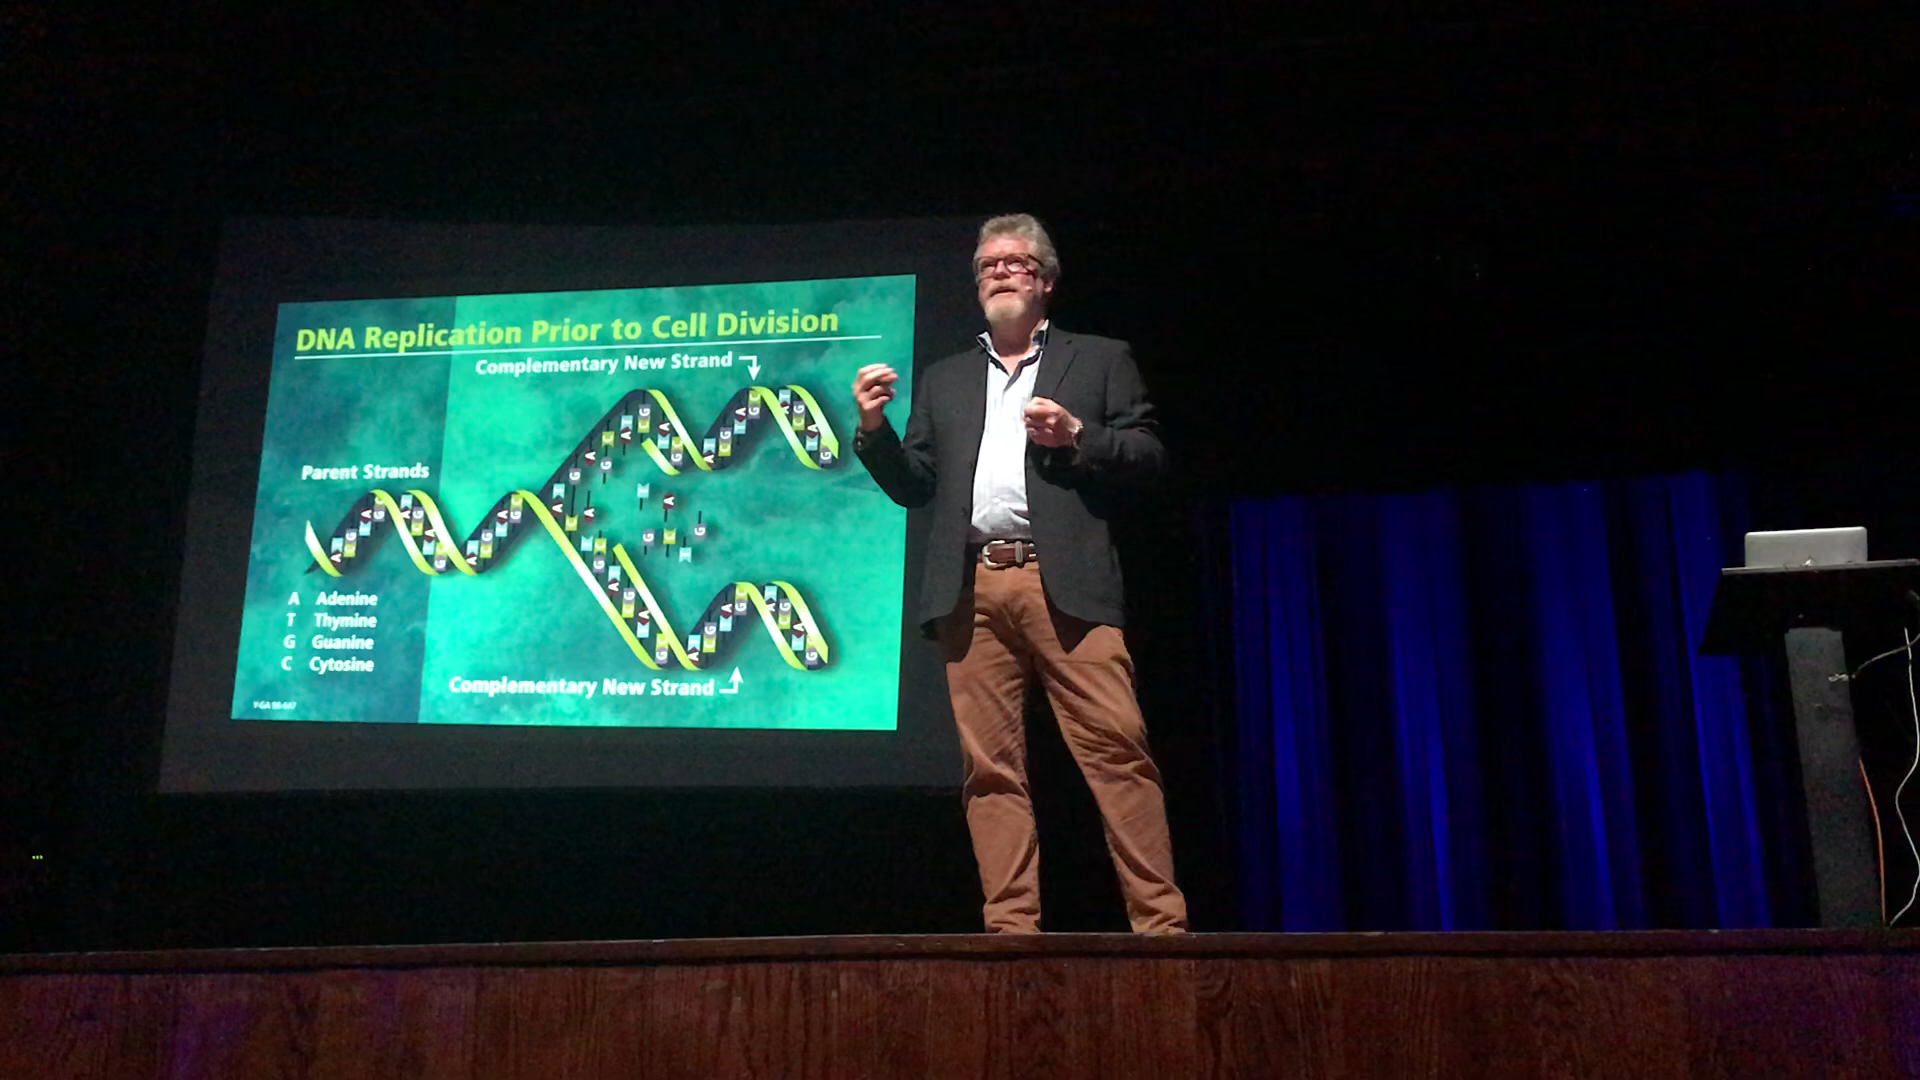 DNA Replication Prior to Cell Division
Complementary New Strand
Parent Strands
A Adenine
T Thymine
G Guanine
C Cytosine
Complementary New Strand